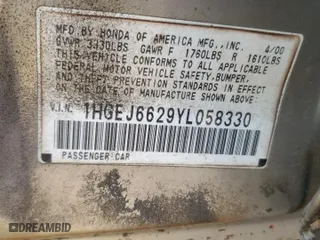 MFD. BY HONDA OF AMERICA MFG.,INC. 4/00
GVWR 3330LBS GAWR F 1760LBS R 1610LBS
THIS VEHICLE CONFORMS TO ALL APPLICABLE
FEDERAL MOTOR VEHICLE SAFETY,BUMPER,
AND THEFT PREVENTION STANDARDS IN
EFFECT ON THE DATE OF MANUFACTURE
SHOWN ABOVE.
V.I.N. 1HGEJ6629YL058330
PASSENGER CAR
DREAMBID